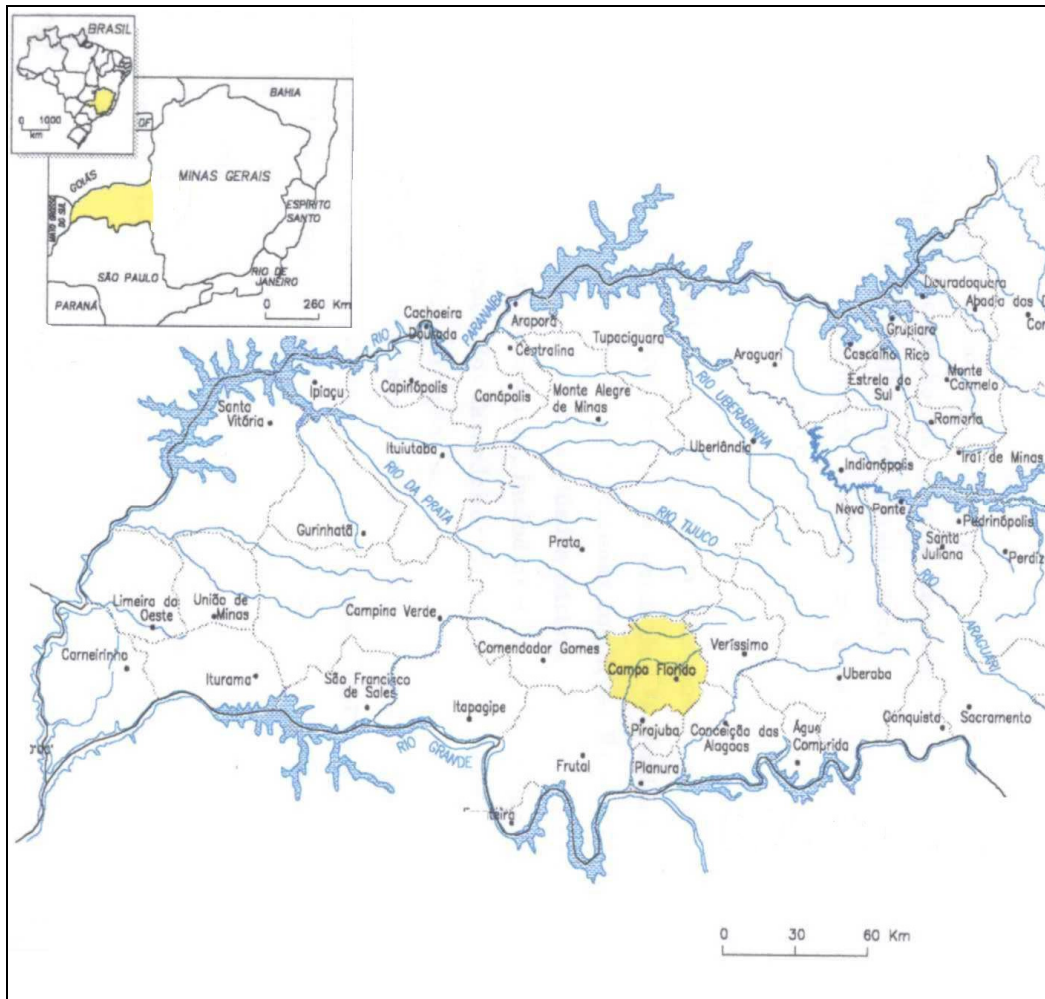 BRASIL
0 1000
km
BAHIA
DF
GOIÁS
MINAS GERAIS
MATO GROSSO
DO SUL
ESPÍRITO
SANTO
SÃO PAULO
RIO DE
JANEIRO
PARANÁ
0 260 Km
Douradoquara
Abadia dos D
Cor
Cachoeira
Dourada
RIO PARANAÍBA
Araporã
Grupiara
Centralina
Tupaciguara
Araguari
Cascalho Rico
Estrela do
Sul
Monte
Carmelo
Ipiaçu
Capinópolis
Canápolis
Monte Alegre
de Minas
RIO UBERABINHA
Romaria
Santa
Vitória
Ituiutaba
Uberlândia
Indianópolis
Iraí de Minas
RIO DA PRATA
RIO TIJUCO
Nova Ponte
Pedrinópolis
Santa
Juliana
Perdiz
Gurinhatã
Prata
RIO ARAGUARI
Limeira do
Oeste
União de
Minas
Campina Verde
Carneirinho
Iturama
São Francisco
de Sales
Comendador Gomes
Campo Florido
Veríssimo
Uberaba
Itapagipe
Pirajuba
Conceição das
Alagoas
Água
Comprida
Conquista
Sacramento
RIO GRANDE
Frutal
Planura
teira
0 30 60 Km